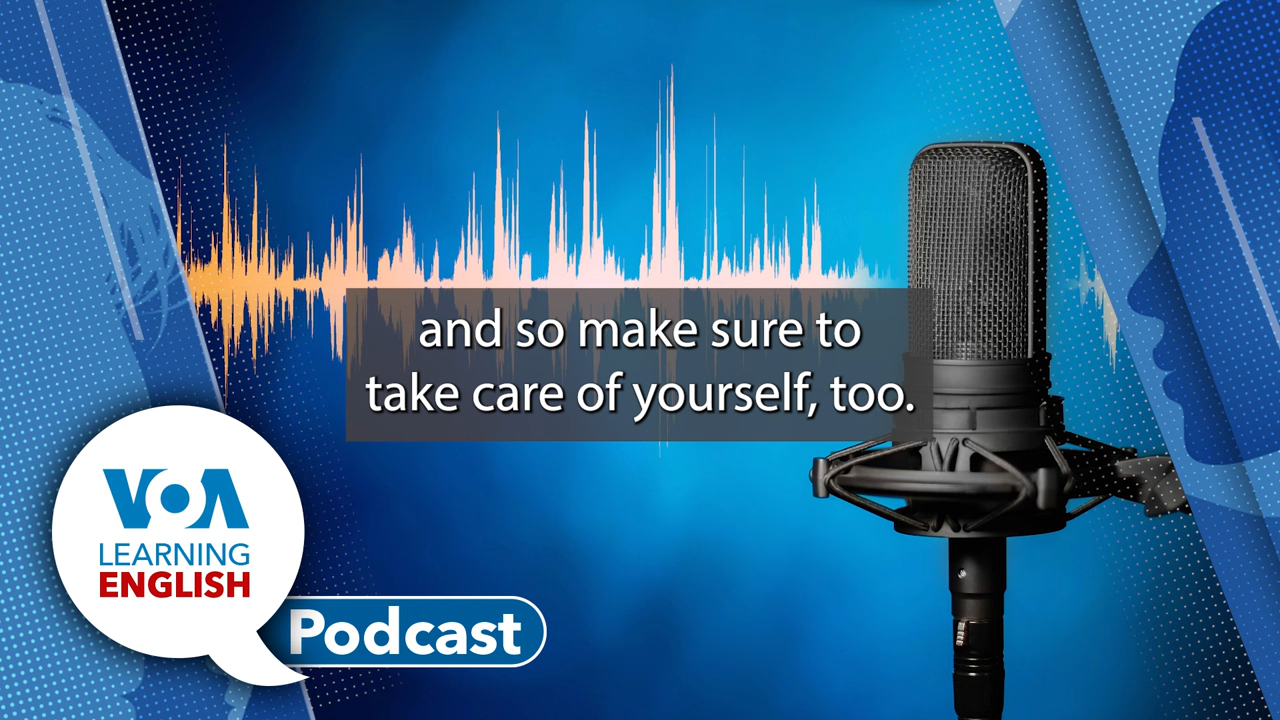 and so make sure to
take care of yourself, too.
VOA
LEARNING
ENGLISH
Podcast